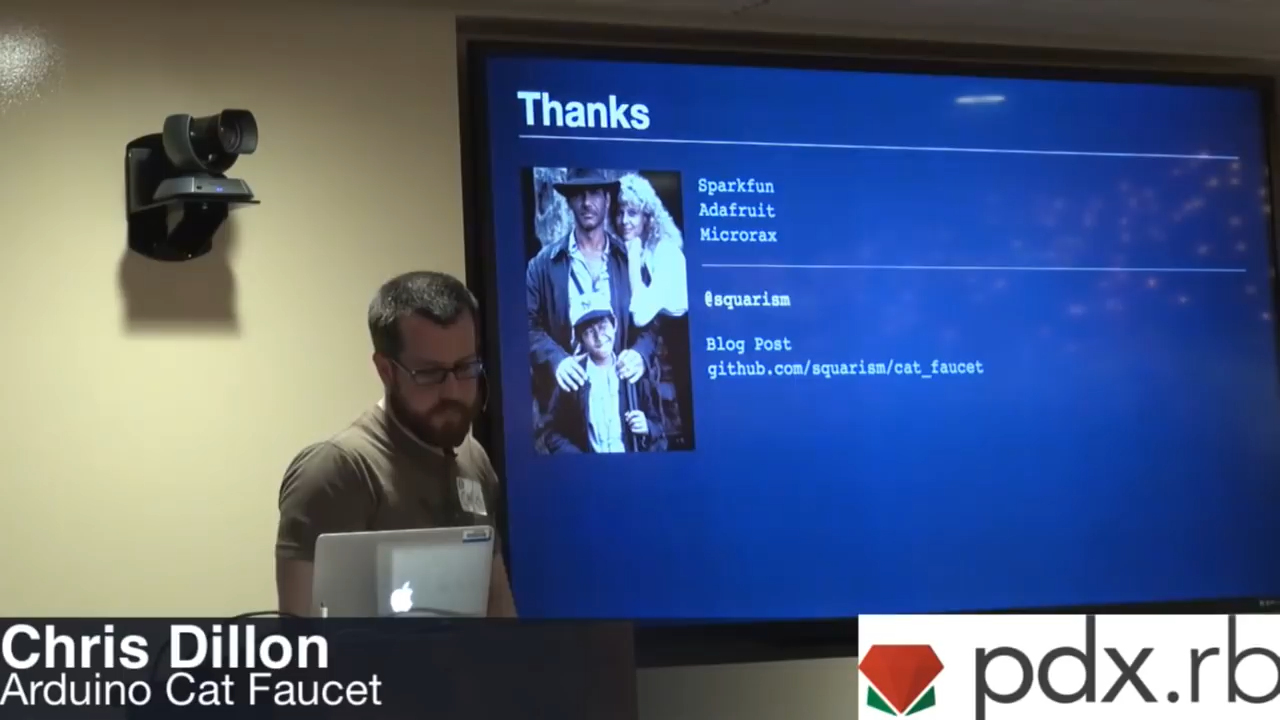 Thanks
Sparkfun
Adafruit
Microrax
@squarism
Blog Post
github.com/squarism/cat_faucet
Chris Dillon
Arduino Cat Faucet
pdx.rb